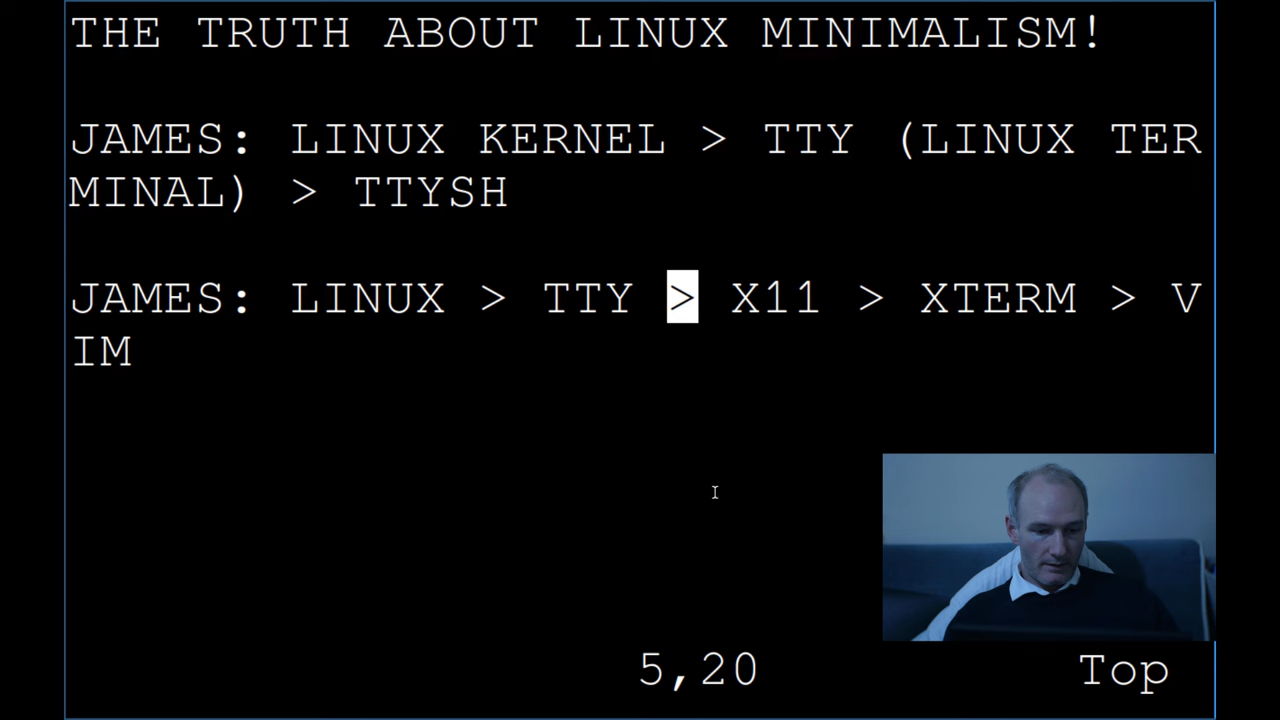 THE TRUTH ABOUT LINUX MINIMALISM!
JAMES: LINUX KERNEL > TTY (LINUX TER
MINAL) > TTYSH
JAMES: LINUX > TTY > X11 > XTERM > V
IM
5,20 Top